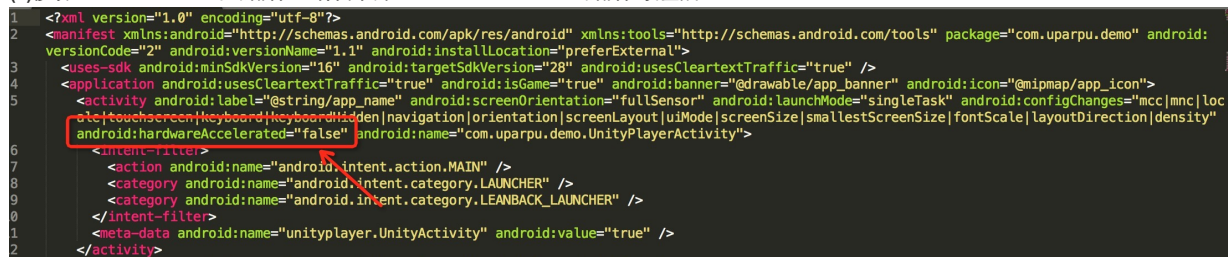 1 <?xml version="1.0" encoding="utf-8"?>
2 <manifest xmlns:android="http://schemas.android.com/apk/res/android" xmlns:tools="http://schemas.android.com/tools" package="com.uparpu.demo" android:
versionCode="2" android:versionName="1.1" android:installLocation="preferExternal">
3 <uses-sdk android:minSdkVersion="16" android:targetSdkVersion="28" android:usesCleartextTraffic="true" />
4 <application android:usesCleartextTraffic="true" android:isGame="true" android:banner="@drawable/app_banner" android:icon="@mipmap/app_icon">
5 <activity android:label="@string/app_name" android:screenOrientation="fullSensor" android:launchMode="singleTask" android:configChanges="mcc|mnc|loc
ale|touchscreen|keyboard|keyboardHidden|navigation|orientation|screenLayout|uiMode|screenSize|smallestScreenSize|fontScale|layoutDirection|density"
android:hardwareAccelerated="false" android:name="com.uparpu.demo.UnityPlayerActivity">
6 <intent-filter>
7 <action android:name="android.intent.action.MAIN" />
8 <category android:name="android.intent.category.LAUNCHER" />
9 <category android:name="android.intent.category.LEANBACK_LAUNCHER" />
0 </intent-filter>
1 <meta-data android:name="unityplayer.UnityActivity" android:value="true" />
2 </activity>